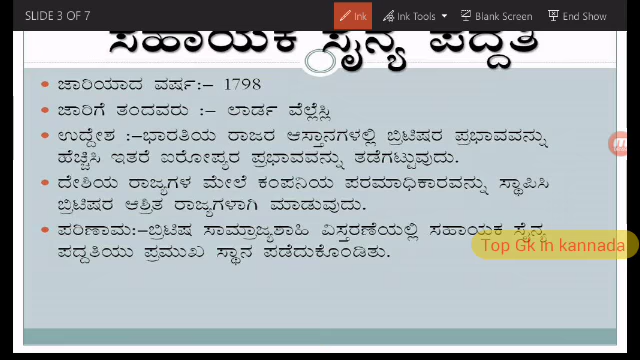 SLIDE 3 OF 7
Ink
Ink Tools
Blank Screen
End Show
ಸಹಾಯಕ ಸೈನ್ಯ ಪದ್ದತಿ
ಜಾರಿಯಾದ ವರ್ಷ:- 1798
ಜಾರಿಗೆ ತಂದವರು :- ಲಾರ್ಡ ವೆಲ್ಲೆಸ್ಲಿ
ಉದ್ದೇಶ :-ಭಾರತಿಯ ರಾಜರ ಆಸ್ತಾನಗಳಲ್ಲಿ ಬ್ರಿಟಿಷರ ಪ್ರಭಾವವನ್ನು
ಹೆಚ್ಚಿಸಿ ಇತರೆ ಐರೋಪ್ಯರ ಪ್ರಭಾವವನ್ನು ತಡೆಗಟ್ಟುವುದು.
ದೇಶಿಯ ರಾಜ್ಯಗಳ ಮೇಲೆ ಕಂಪನಿಯ ಪರಮಾಧಿಕಾರವನ್ನು ಸ್ಥಾಪಿಸಿ
ಬ್ರಿಟಿಷರ ಆಶ್ರಿತ ರಾಜ್ಯಗಳಾಗಿ ಮಾಡುವುದು.
ಪರಿಣಾಮ:-ಬ್ರಿಟಿಷ ಸಾಮ್ರಾಜ್ಯಶಾಹಿ ವಿಸ್ತರಣೆಯಲ್ಲಿ ಸಹಾಯಕ ಸೈನ್ಯ
ಪದ್ದತಿಯು ಪ್ರಮುಖ ಸ್ಥಾನ ಪಡೆದುಕೊಂಡಿತು.
Top Gk in kannada